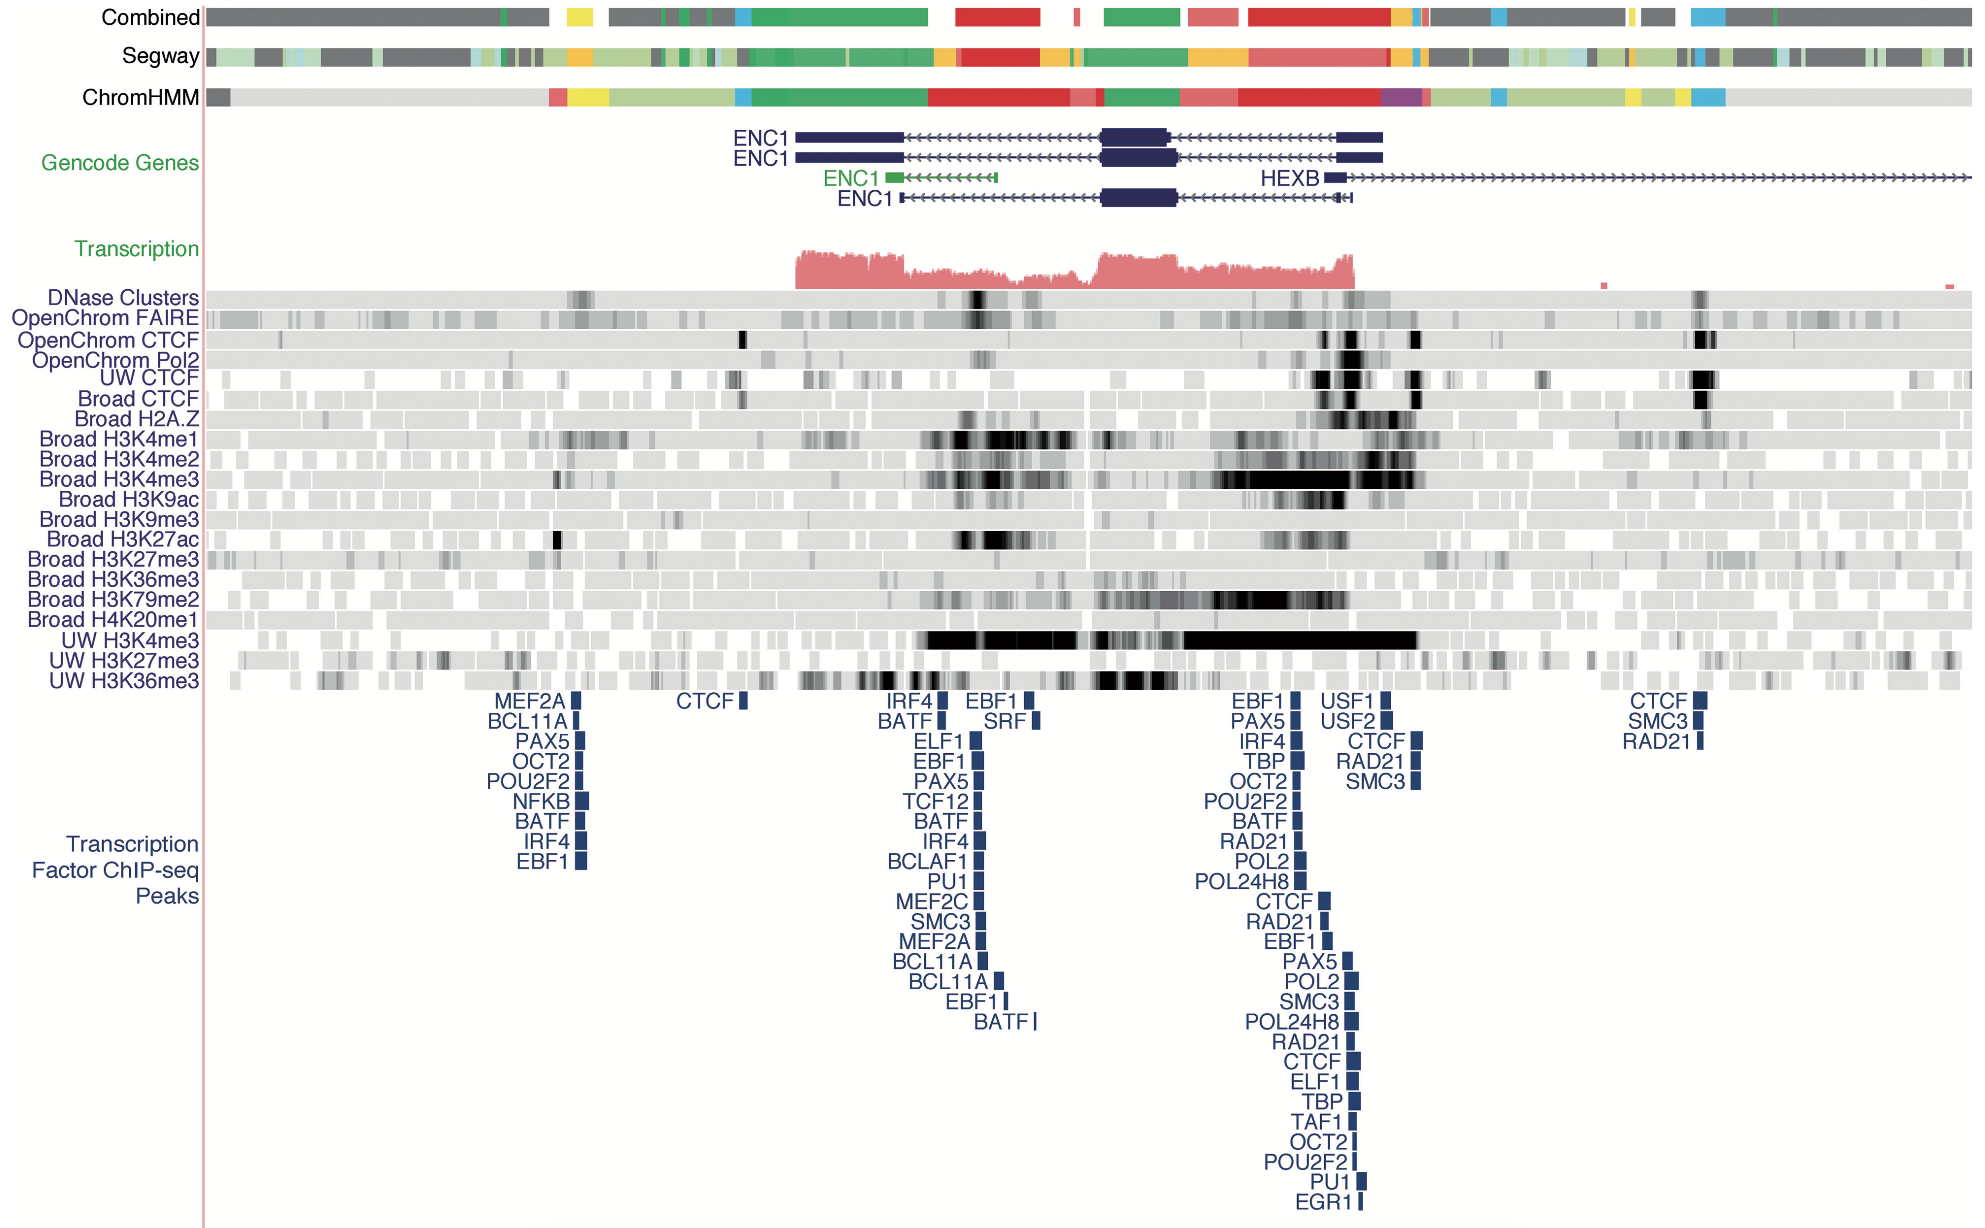 Combined
Segway
ChromHMM
ENC1
Gencode Genes
ENC1
ENC1 HEXB
ENC1
Transcription
DNase Clusters
OpenChrom FAIRE
OpenChrom CTCF
OpenChrom Pol2
UW CTCF
Broad CTCF
Broad H2A.Z
Broad H3K4me1
Broad H3K4me2
Broad H3K4me3
Broad H3K9ac
Broad H3K9me3
Broad H3K27ac
Broad H3K27me3
Broad H3K36me3
Broad H3K79me2
Broad H4K20me1
UW H3K4me3
UW H3K27me3
UW H3K36me3
MEF2A CTCF IRF4 EBF1 EBF1 USF1 CTCF
BCL11A BATF SRF PAX5 USF2 SMC3
PAX5 ELF1 IRF4 CTCF RAD21
OCT2 EBF1 TBP RAD21
POU2F2 PAX5 OCT2 SMC3
NFKB TCF12 POU2F2
BATF BATF BATF
IRF4 IRF4 RAD21
Transcription
EBF1 BCLAF1 POL2
Factor ChIP-seq
PU1 POL24H8
Peaks
MEF2C CTCF
SMC3 RAD21
MEF2A EBF1
BCL11A PAX5
BCL11A POL2
EBF1 SMC3
BATF POL24H8
RAD21
CTCF
ELF1
TBP
TAF1
OCT2
POU2F2
PU1
EGR1